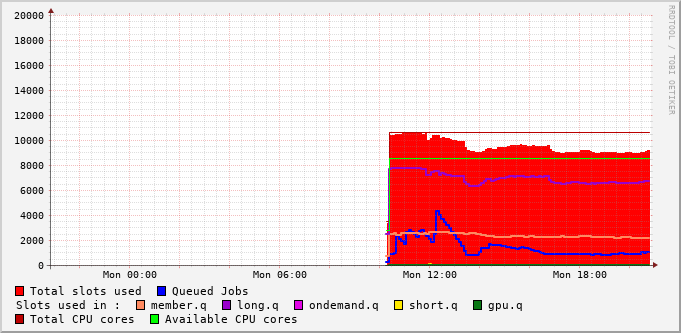 20000
18000
16000
14000
12000
10000
8000
6000
4000
2000
0
Mon 00:00 Mon 06:00 Mon 12:00 Mon 18:00
RRDTOOL / TOBI OETIKER
Total slots used Queued Jobs
Slots used in : member.q long.q ondemand.q short.q gpu.q
Total CPU cores Available CPU cores